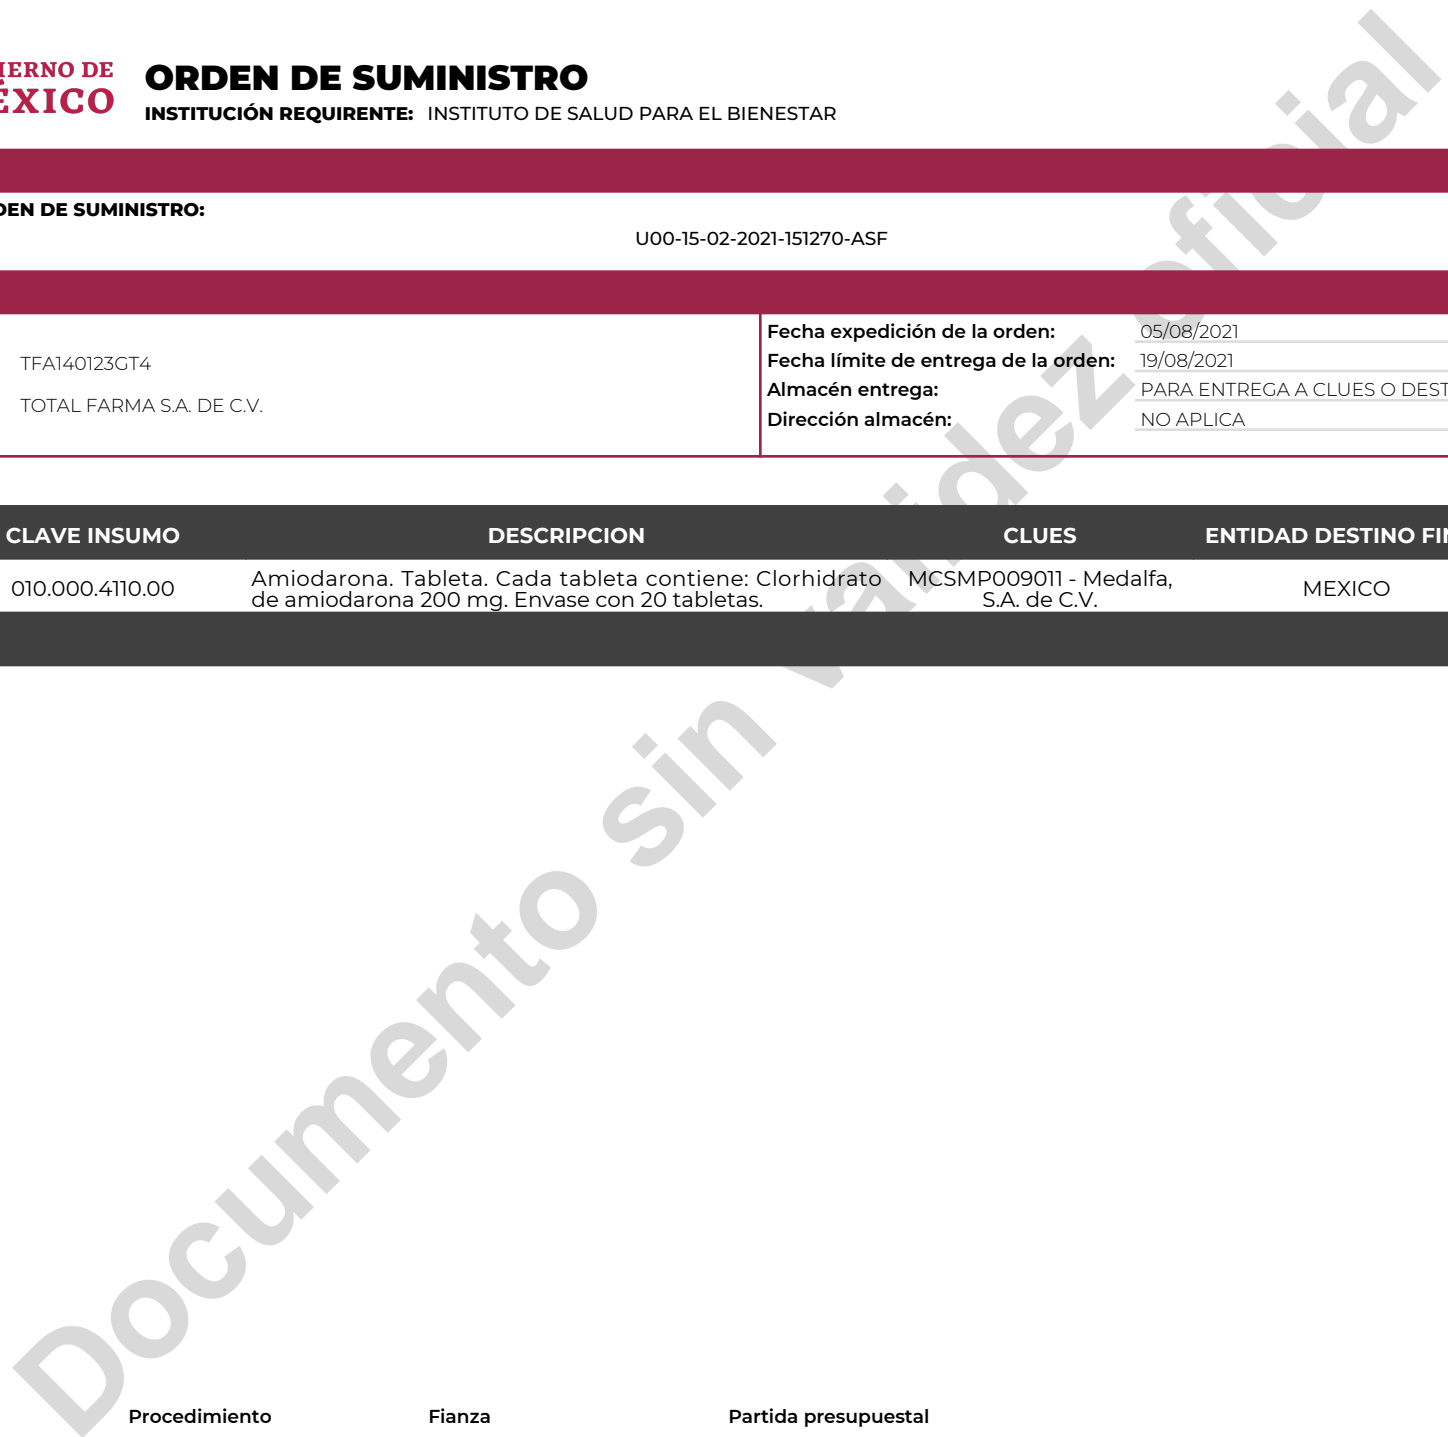 IERNO DE
ÉXICO
ORDEN DE SUMINISTRO
INSTITUCIÓN REQUIRENTE: INSTITUTO DE SALUD PARA EL BIENESTAR
DEN DE SUMINISTRO:
U00-15-02-2021-151270-ASF
TFA140123GT4
TOTAL FARMA S.A. DE C.V.
Fecha expedición de la orden: 05/08/2021
Fecha límite de entrega de la orden: 19/08/2021
Almacén entrega: PARA ENTREGA A CLUES O DEST
Dirección almacén: NO APLICA
CLAVE INSUMO DESCRIPCION CLUES ENTIDAD DESTINO FIN
010.000.4110.00
Amiodarona. Tableta. Cada tableta contiene: Clorhidrato
de amiodarona 200 mg. Envase con 20 tabletas.
MCSMP009011 - Medalfa,
S.A. de C.V.
MEXICO
Documento sin validez oficial
Procedimiento Fianza Partida presupuestal